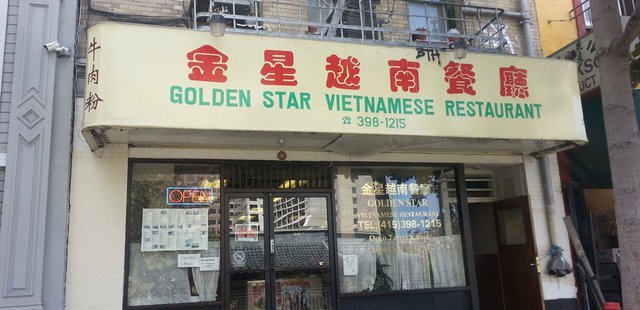 牛肉粉
金星越南餐廳
GOLDEN STAR VIETNAMESE RESTAURANT
☎ 398-1215
OPEN
金星越南餐廳
GOLDEN STAR
VIETNAMESE RESTAURANT
TEL:(415)398-1215